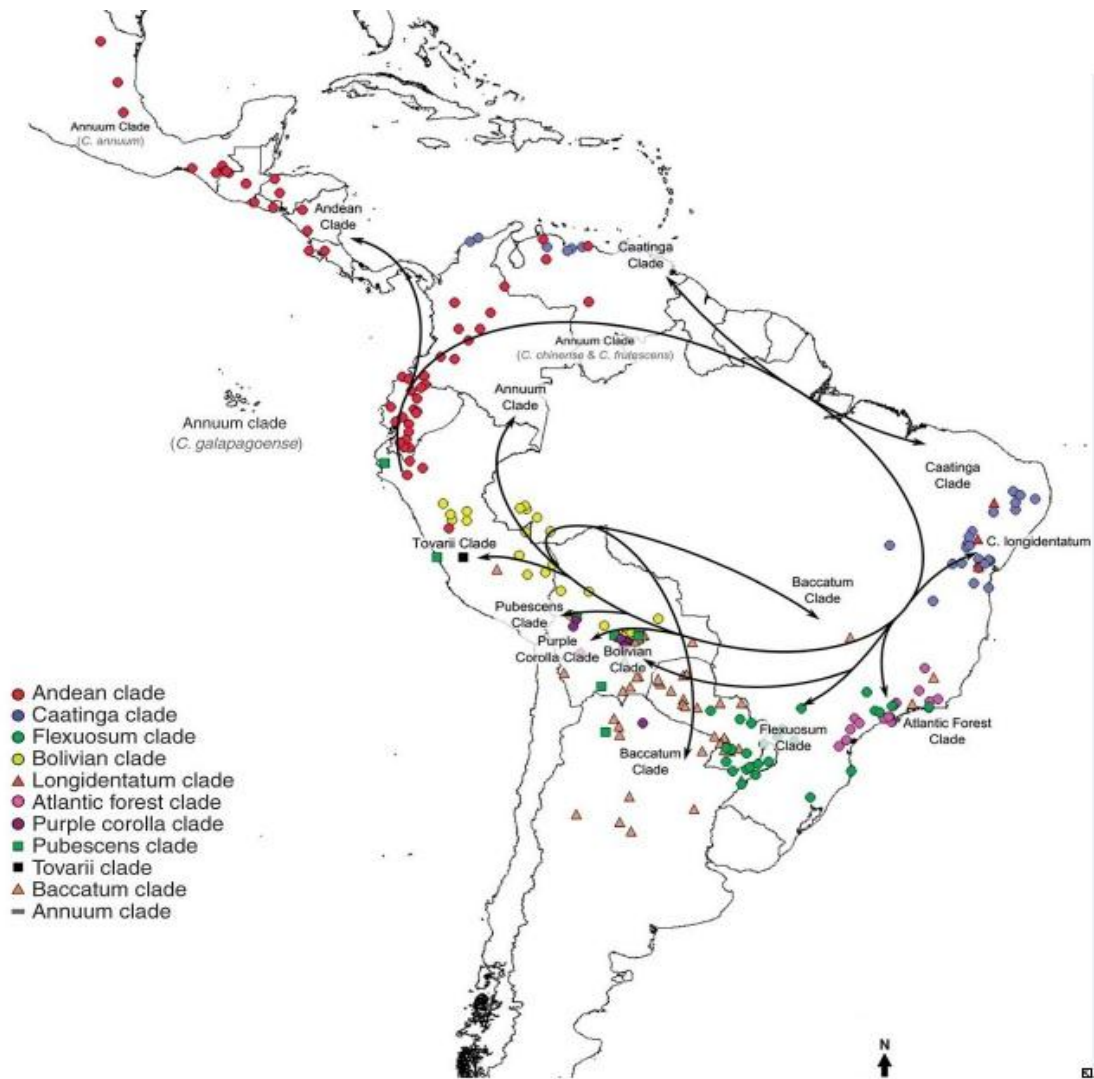 Annuum Clade
(C. annuum)
Andean
Clade
Caatinga
Clade
Annuum Clade
(C. chinense & C. frutescens)
Annuum
Clade
Annuum clade
(C. galapagoense)
Caatinga
Clade
Tovarii Clade
C. longidentatum
Baccatum
Clade
Pubescens
Clade
Purple
Corolla Clade
Bolivian
Clade
Flexuosum
Clade
Atlantic Forest
Clade
Baccatum
Clade
Andean clade
Caatinga clade
Flexuosum clade
Bolivian clade
Longidentatum clade
Atlantic forest clade
Purple corolla clade
Pubescens clade
Tovarii clade
Baccatum clade
Annuum clade
N